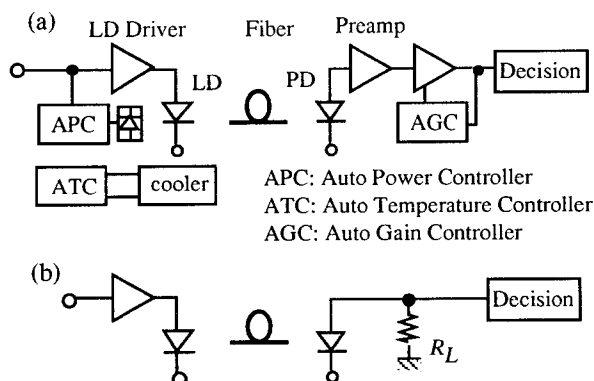 (a)
LD Driver
Fiber
Preamp
LD
PD
Decision
APC
AGC
ATC
cooler
APC: Auto Power Controller
ATC: Auto Temperature Controller
AGC: Auto Gain Controller
(b)
Decision
R_L